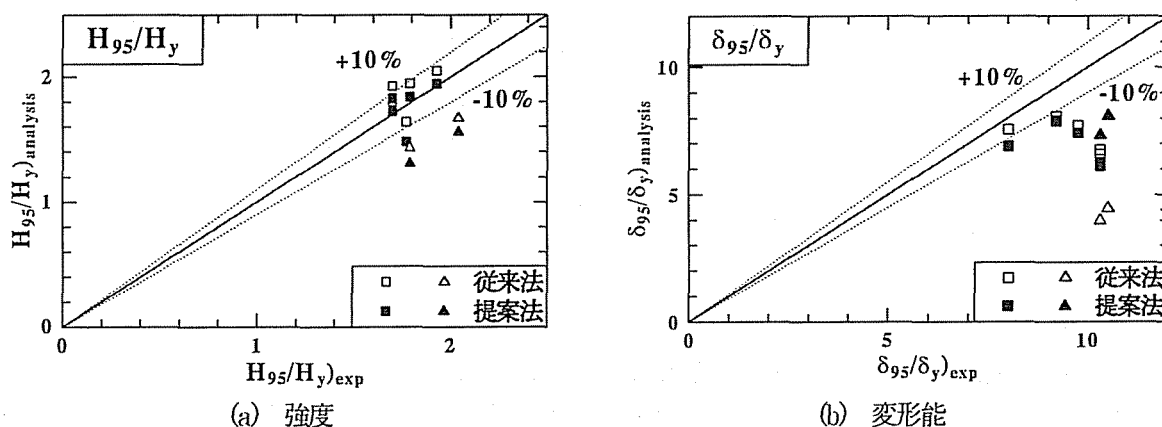 H95/Hy
+10%
-10%
2
1
0
H95/Hy)analysis
従来法
提案法
0
1
2
H95/Hy)exp
(a) 強度
δ95/δy
+10%
-10%
10
5
0
δ95/δy)analysis
従来法
提案法
0
5
10
δ95/δy)exp
(b) 変形能